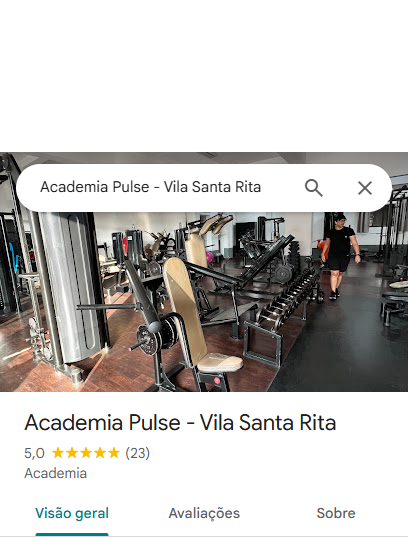 Academia Pulse - Vila Santa Rita
Academia Pulse - Vila Santa Rita
5,0 (23)
Academia
Visão geral Avaliações Sobre